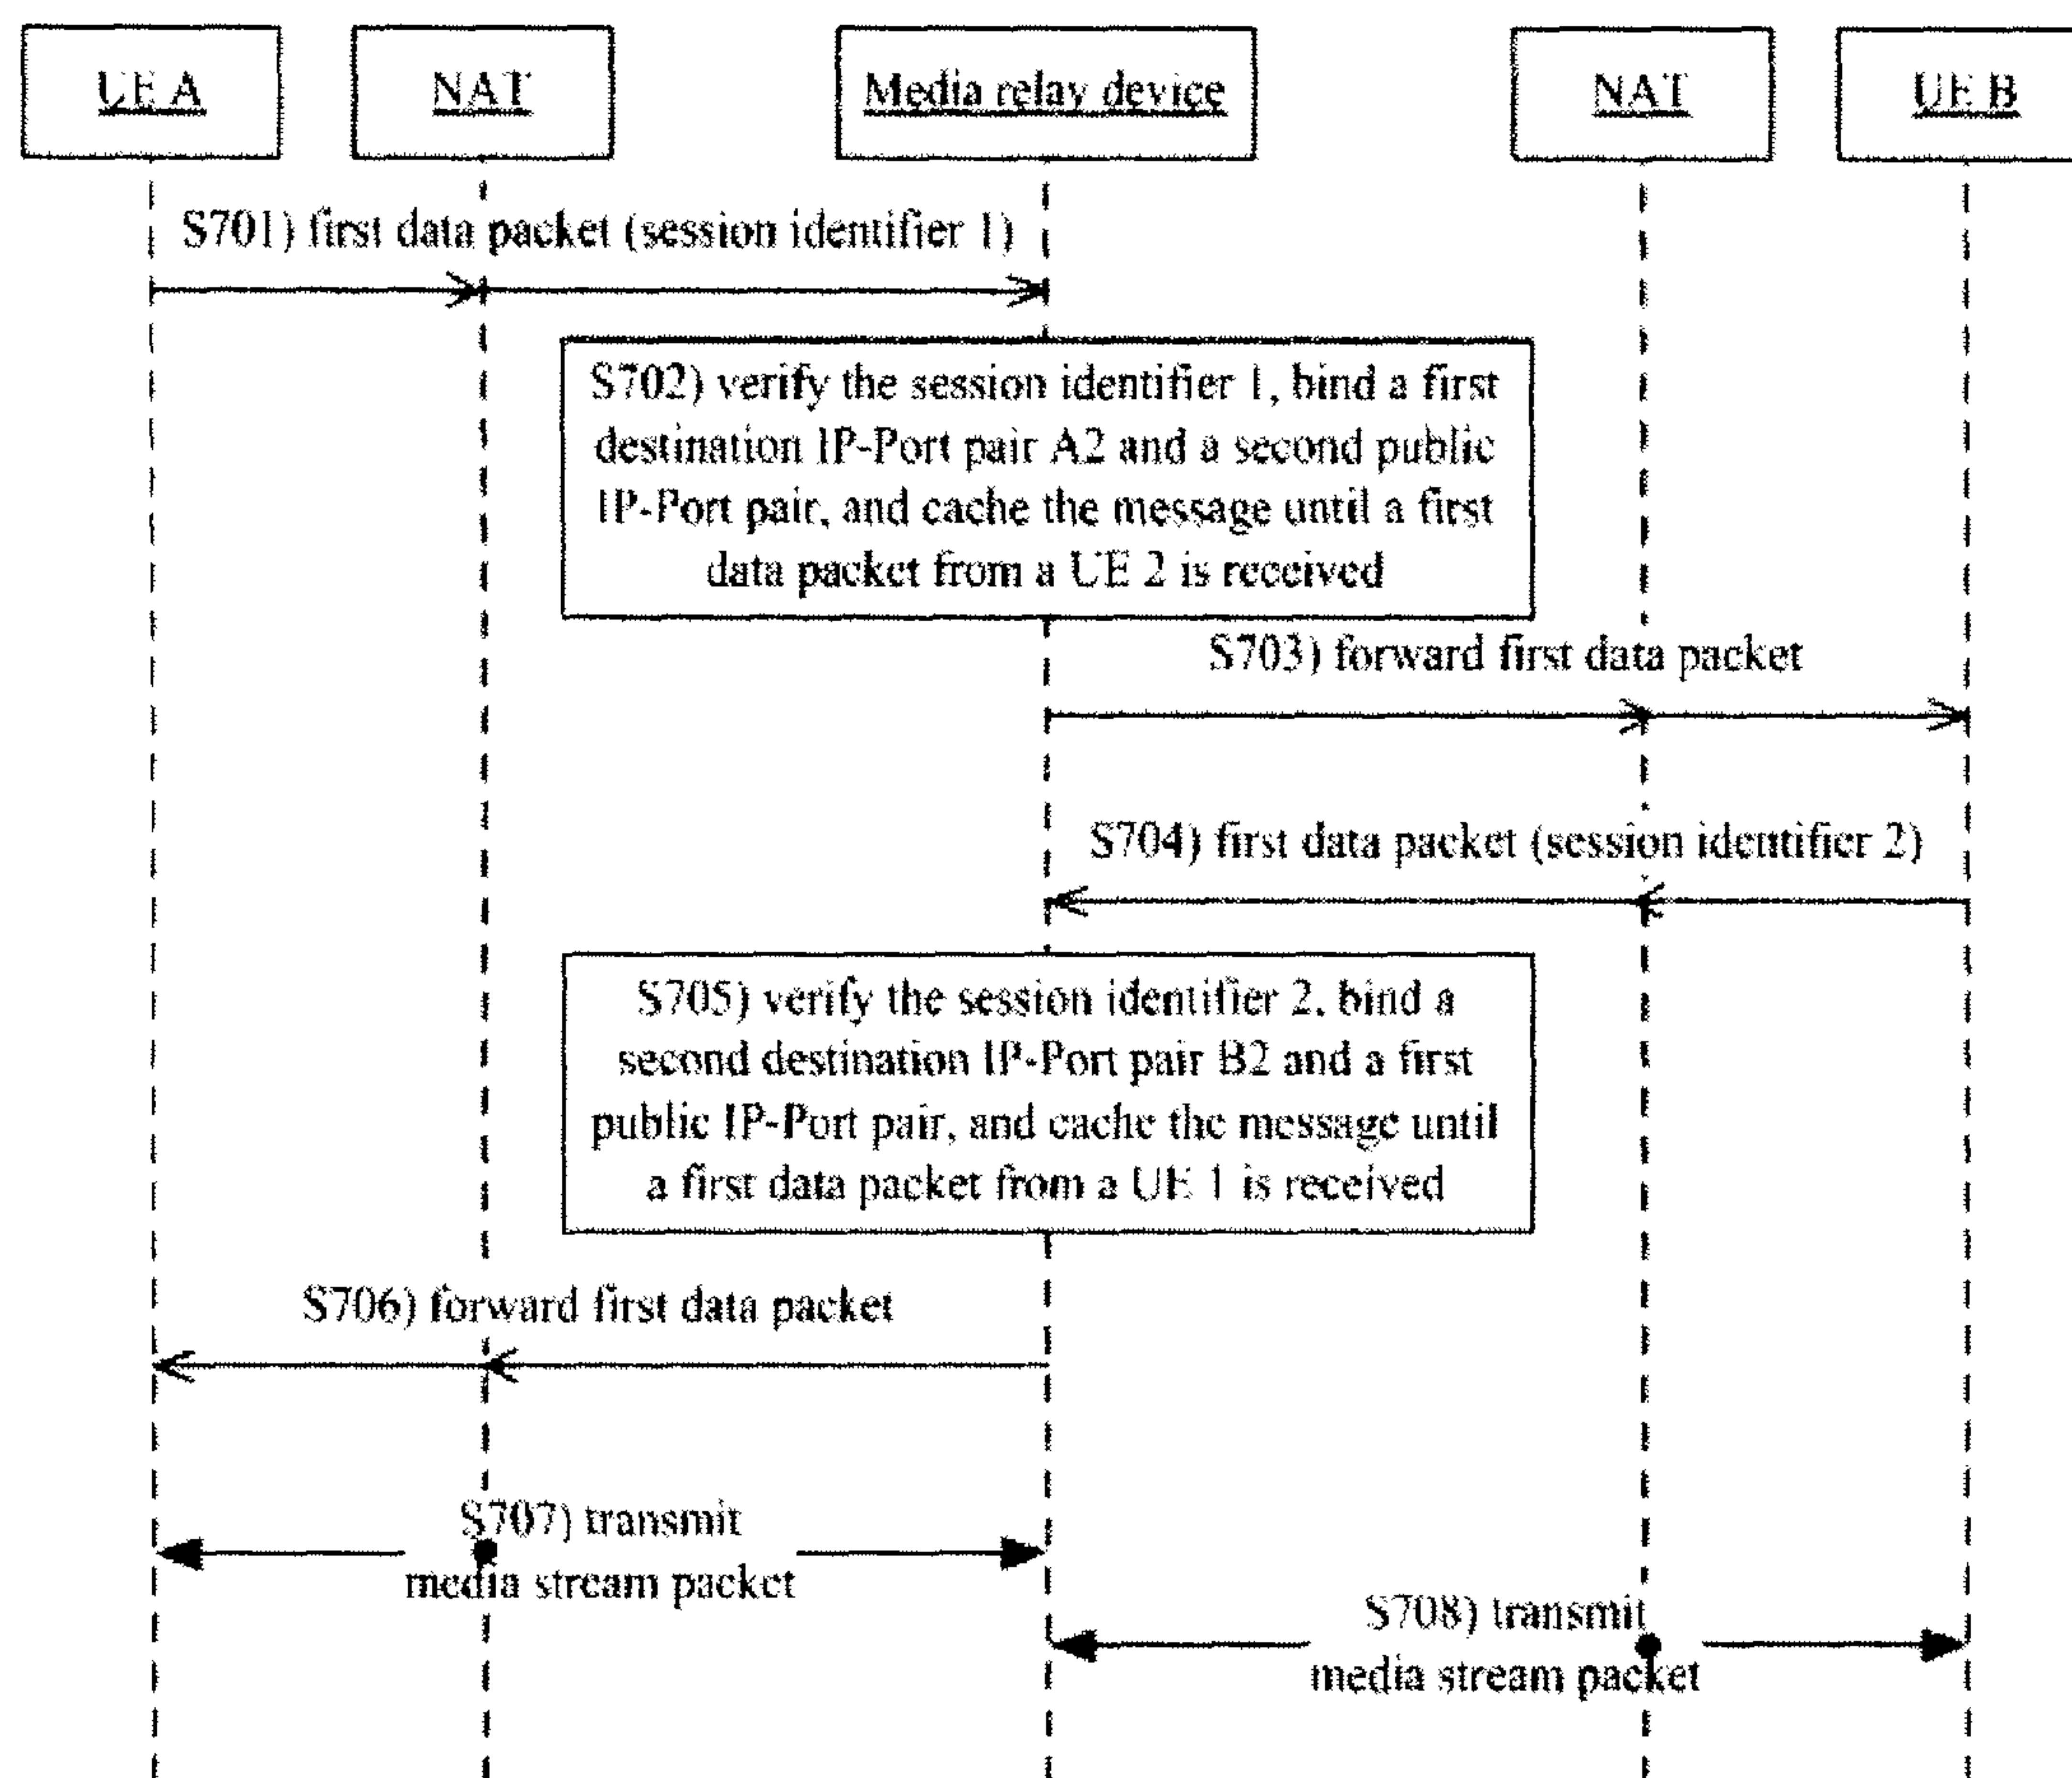 UE A
NAT
Media relay device
NAT
UE B
S701) first data packet (session identifier 1)
S702) verify the session identifier 1, bind a first
destination IP-Port pair A2 and a second public
IP-Port pair, and cache the message until a first
data packet from a UE 2 is received
S703) forward first data packet
S704) first data packet (session identifier 2)
S705) verify the session identifier 2, bind a
second destination IP-Port pair B2 and a first
public IP-Port pair, and cache the message until
a first data packet from a UE 1 is received
S706) forward first data packet
S707) transmit
media stream packet
S708) transmit
media stream packet